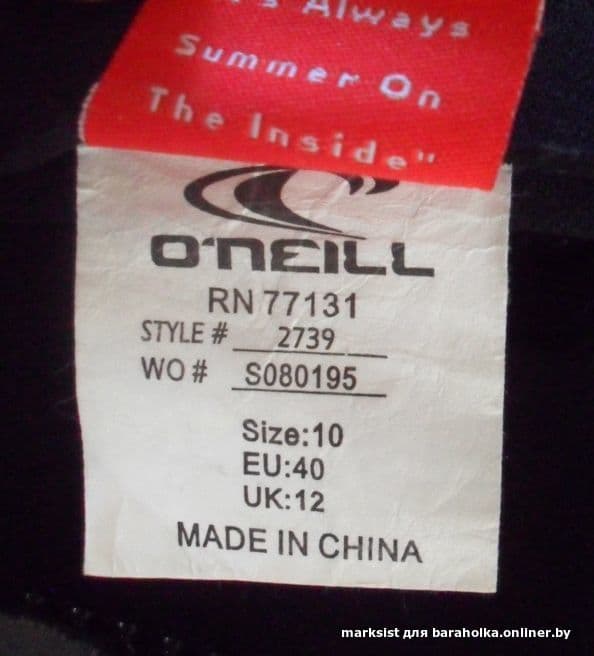 Always
Summer On
The Inside"
O'NEILL
RN 77131
STYLE # 2739
WO # S080195
Size:10
EU:40
UK:12
MADE IN CHINA
marksist для baraholka.onliner.by